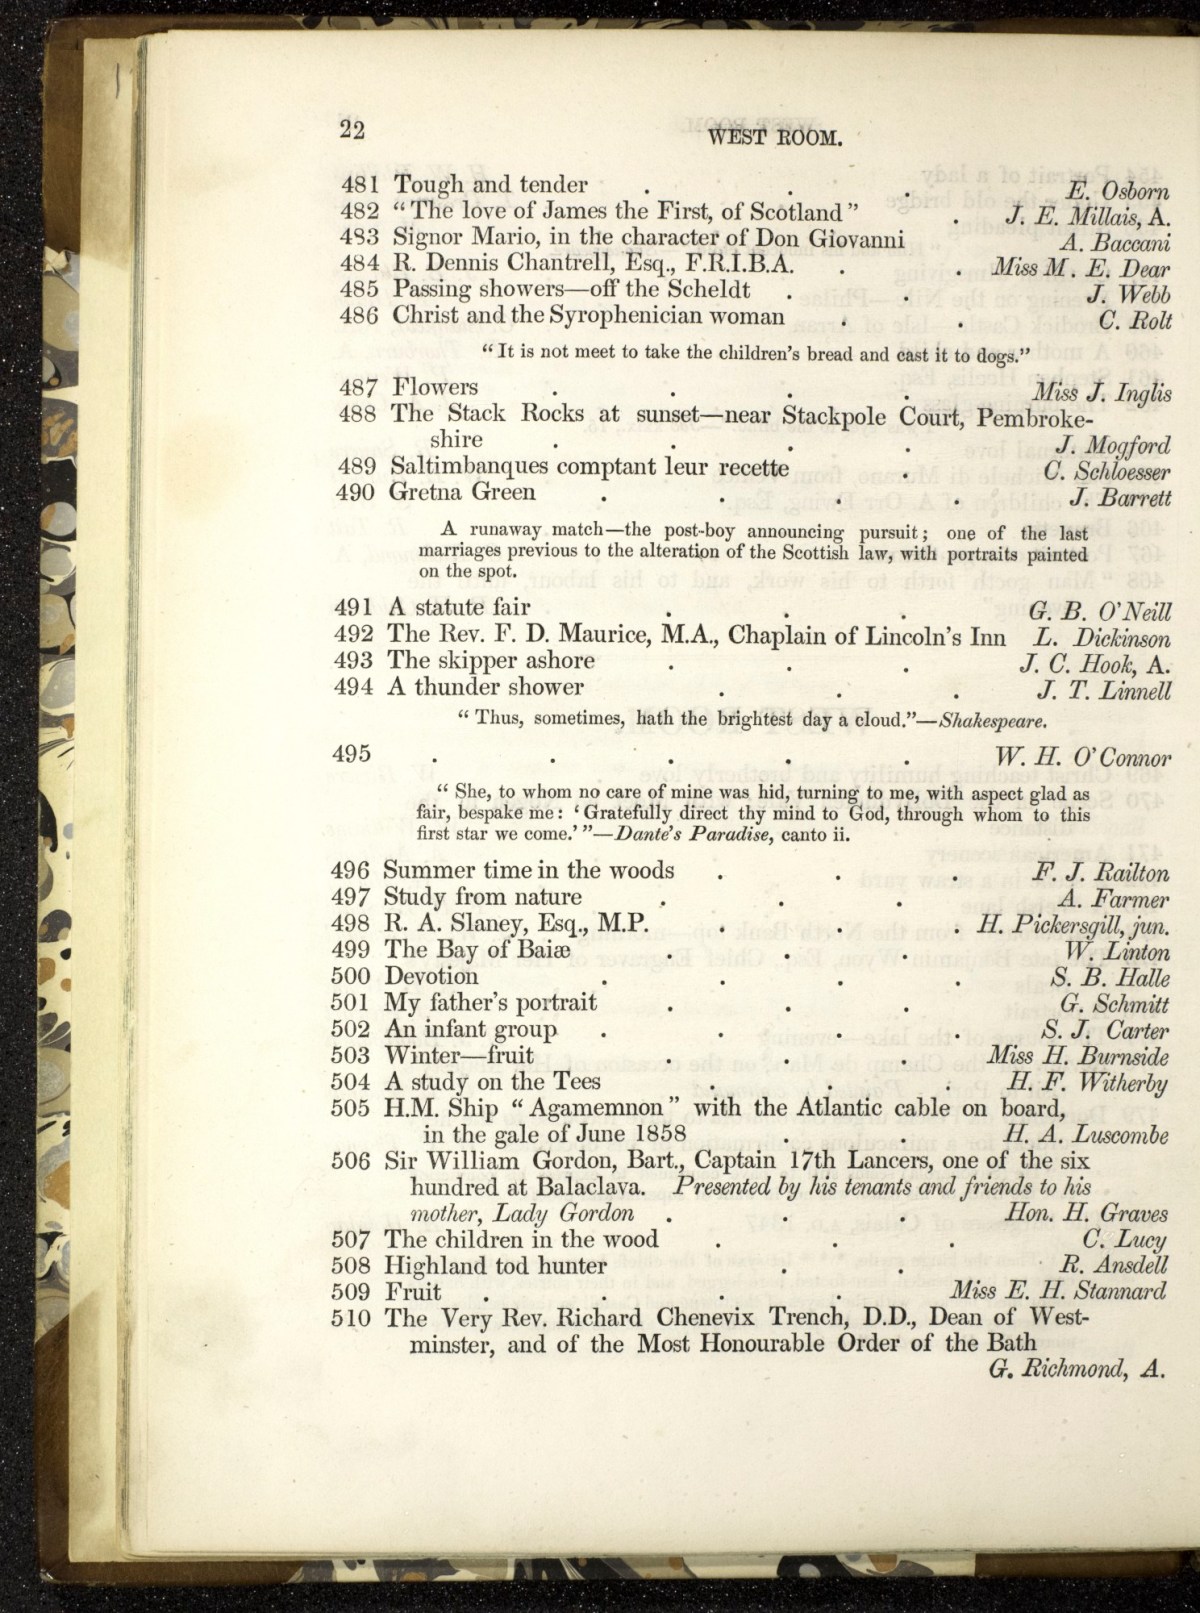 22
WEST ROOM.
481 Tough and tender . . . E. Osborn
482 “The love of James the First, of Scotland” . J. E. Millais, A.
483 Signor Mario, in the character of Don Giovanni A. Baccani
484 R. Dennis Chantrell, Esq., F.R.I.B.A. . . Miss M. E. Dear
485 Passing showers—off the Scheldt . . J. Webb
486 Christ and the Syrophenician woman . . C. Rolt
“It is not meet to take the children’s bread and cast it to dogs.”
487 Flowers . . . . Miss J. Inglis
488 The Stack Rocks at sunset—near Stackpole Court, Pembroke-
shire . . . . J. Mogford
489 Saltimbanques comptant leur recette . C. Schloesser
490 Gretna Green . . . . J. Barrett
A runaway match—the post-boy announcing pursuit; one of the last
marriages previous to the alteration of the Scottish law, with portraits painted
on the spot.
491 A statute fair . . . G. B. O’Neill
492 The Rev. F. D. Maurice, M.A., Chaplain of Lincoln’s Inn L. Dickinson
493 The skipper ashore . . . J. C. Hook, A.
494 A thunder shower . . . J. T. Linnell
“Thus, sometimes, hath the brightest day a cloud.”—Shakespeare.
495 . . . . . W. H. O’Connor
“She, to whom no care of mine was hid, turning to me, with aspect glad as
fair, bespake me: ‘Gratefully direct thy mind to God, through whom to this
first star we come.’”—Dante’s Paradise, canto ii.
496 Summer time in the woods . . . F. J. Railton
497 Study from nature . . . A. Farmer
498 R. A. Slaney, Esq., M.P. . . . H. Pickersgill, jun.
499 The Bay of Baiæ . . . W. Linton
500 Devotion . . . . S. B. Halle
501 My father’s portrait . . . G. Schmitt
502 An infant group . . . . S. J. Carter
503 Winter—fruit . . . Miss H. Burnside
504 A study on the Tees . . . H. F. Witherby
505 H.M. Ship “Agamemnon” with the Atlantic cable on board,
in the gale of June 1858 . . H. A. Luscombe
506 Sir William Gordon, Bart., Captain 17th Lancers, one of the six
hundred at Balaclava. Presented by his tenants and friends to his
mother, Lady Gordon . . . Hon. H. Graves
507 The children in the wood . . . C. Lucy
508 Highland tod hunter . . . R. Ansdell
509 Fruit . . . . Miss E. H. Stannard
510 The Very Rev. Richard Chenevix Trench, D.D., Dean of West-
minster, and of the Most Honourable Order of the Bath
G. Richmond, A.